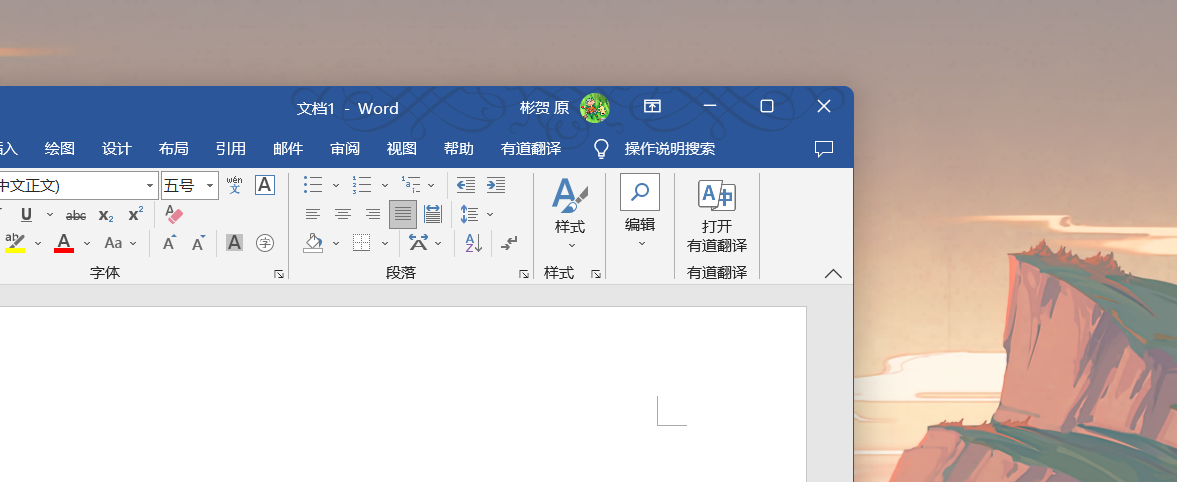 文档1 - Word
彬贺 原
插入 绘图 设计 布局 引用 邮件 审阅 视图 帮助 有道翻译 操作说明搜索
中文正文) 五号 wén 文 A
U abc x₂ x² A
ab A Aa A A A 字
A Z
样式
编辑
打开
有道翻译
字体 段落 样式 有道翻译